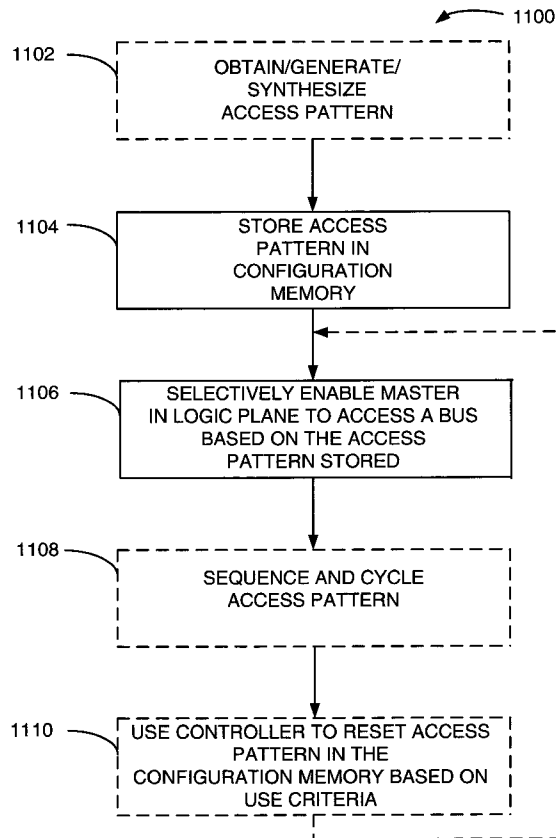 1100
1102
OBTAIN/GENERATE/
SYNTHESIZE
ACCESS PATTERN
1104
STORE ACCESS
PATTERN IN
CONFIGURATION
MEMORY
1106
SELECTIVELY ENABLE MASTER
IN LOGIC PLANE TO ACCESS A BUS
BASED ON THE ACCESS
PATTERN STORED
1108
SEQUENCE AND CYCLE
ACCESS PATTERN
1110
USE CONTROLLER TO RESET ACCESS
PATTERN IN THE
CONFIGURATION MEMORY BASED ON
USE CRITERIA